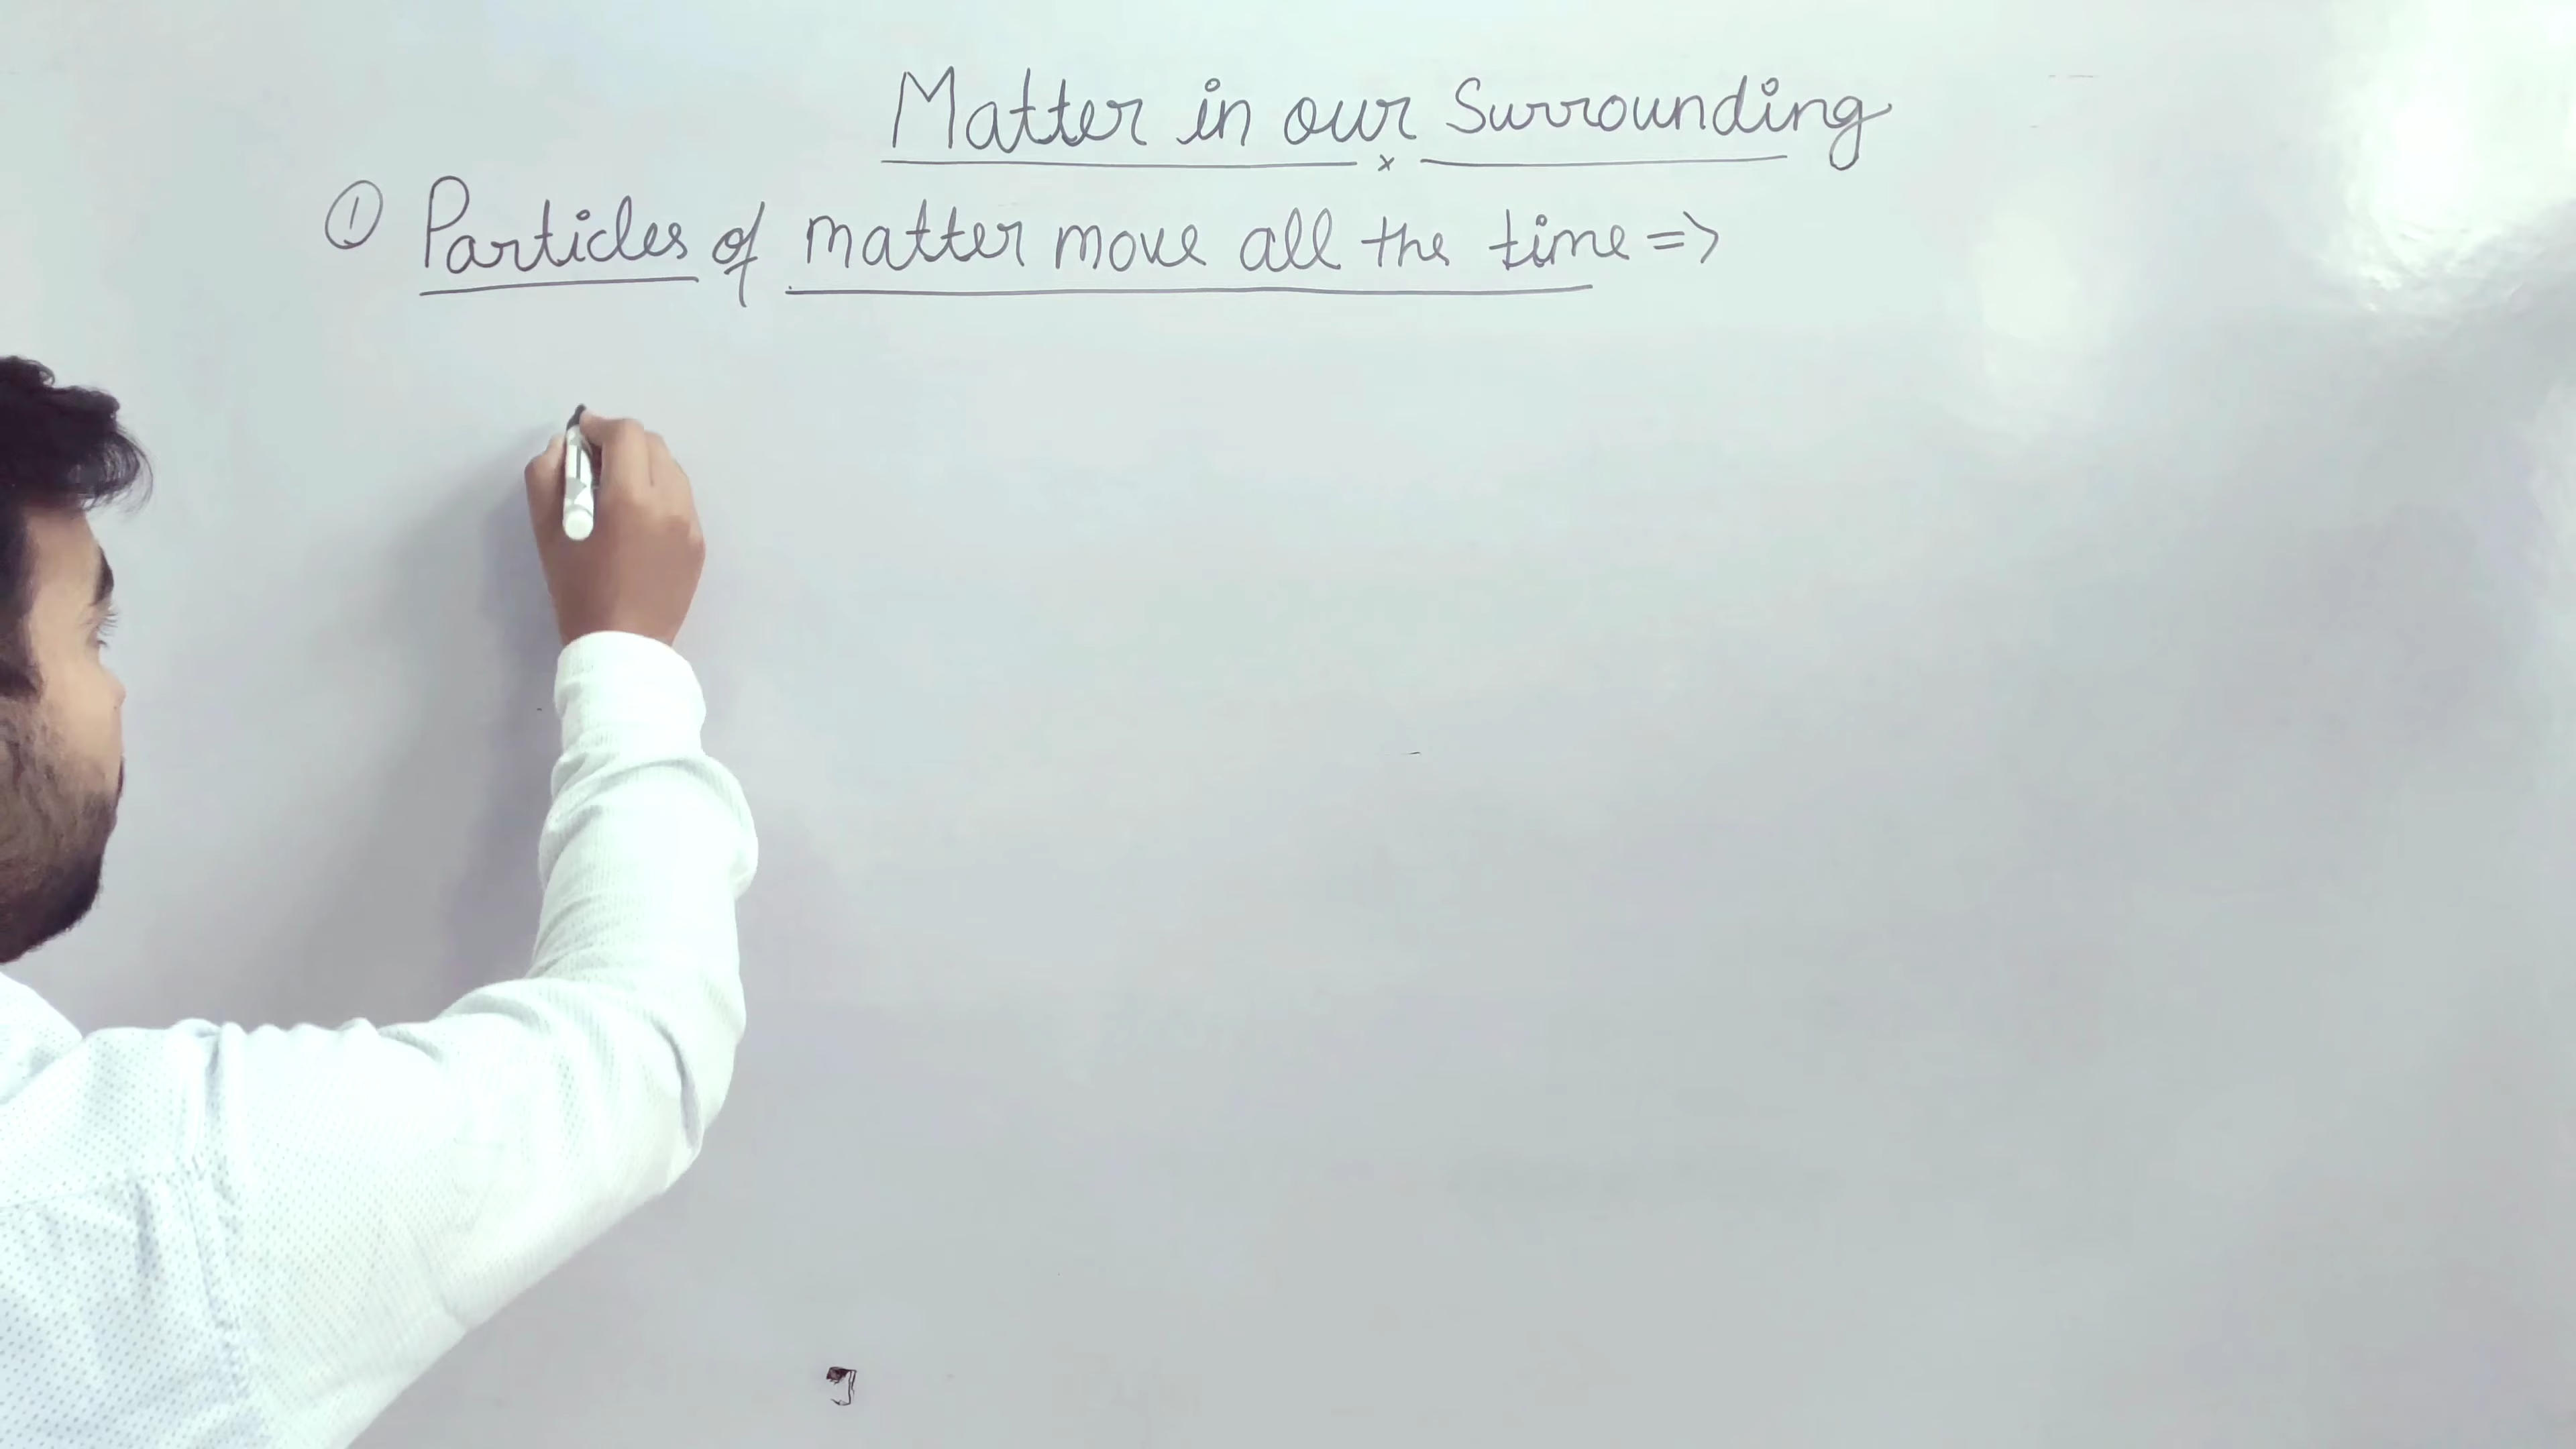 Matter in our Surrounding
① Particles of matter move all the time =>